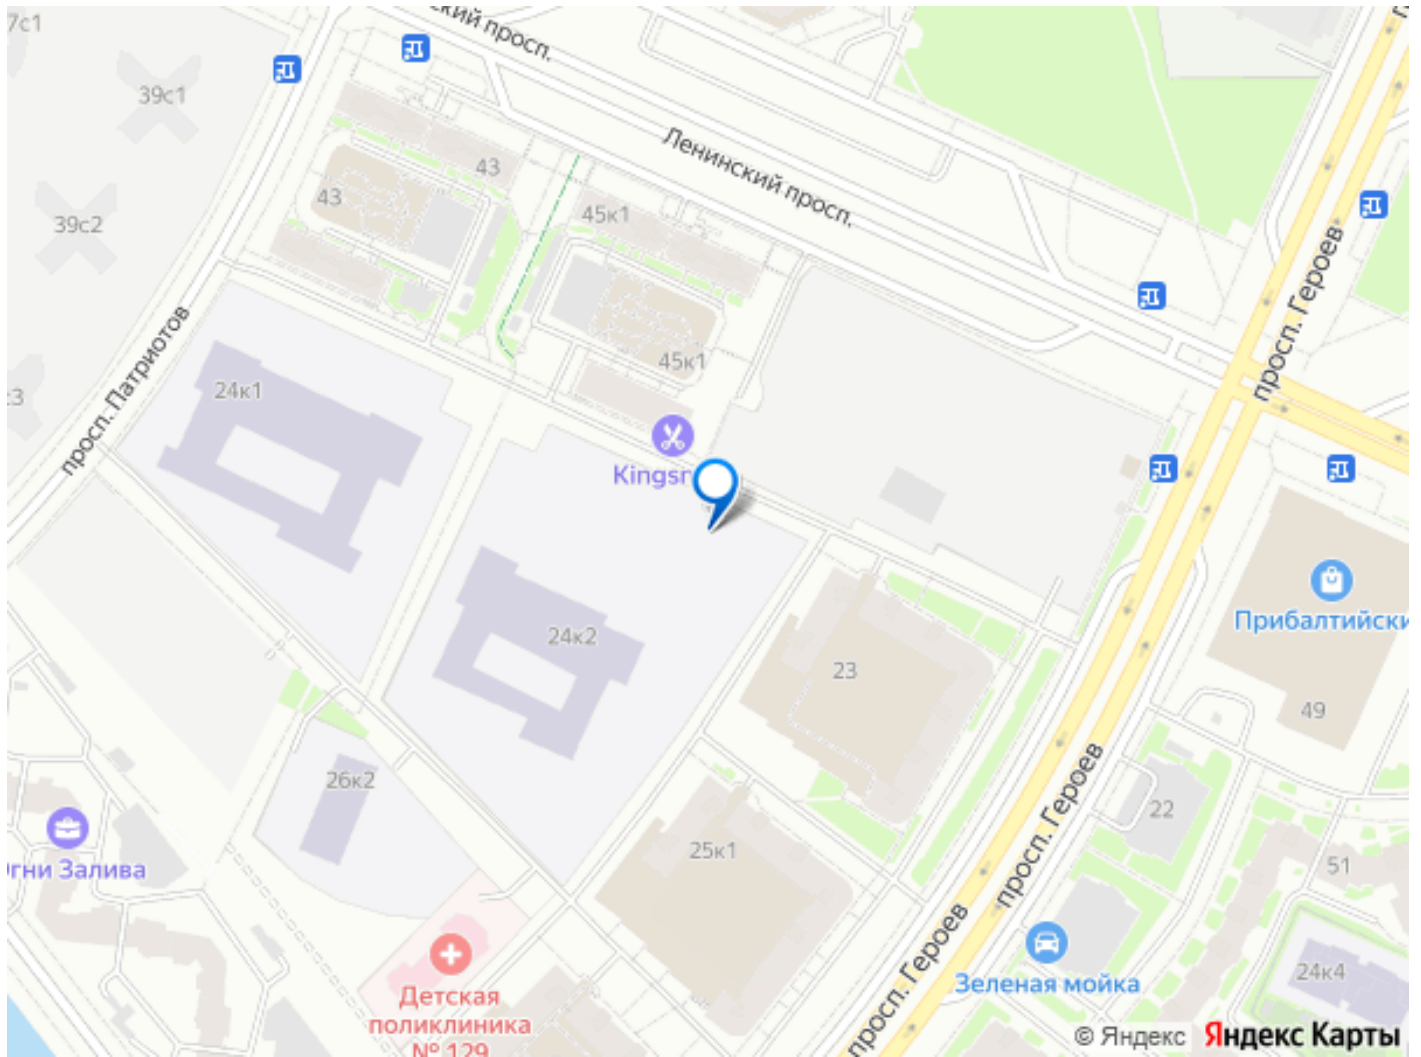 7с1
ский просп.
39с1
Ленинский просп.
43
43
45к1
39с2
просп. Героев
просп. Патриотов
45к1
24к1
с3
Kingsm
Прибалтийски
24к2
23
49
26к2
просп. Героев
22
25к1
51
гни Залива
просп. Героев
Зеленая мойка
24к4
Детская
поликлиника
№ 129
© Яндекс Яндекс Карты